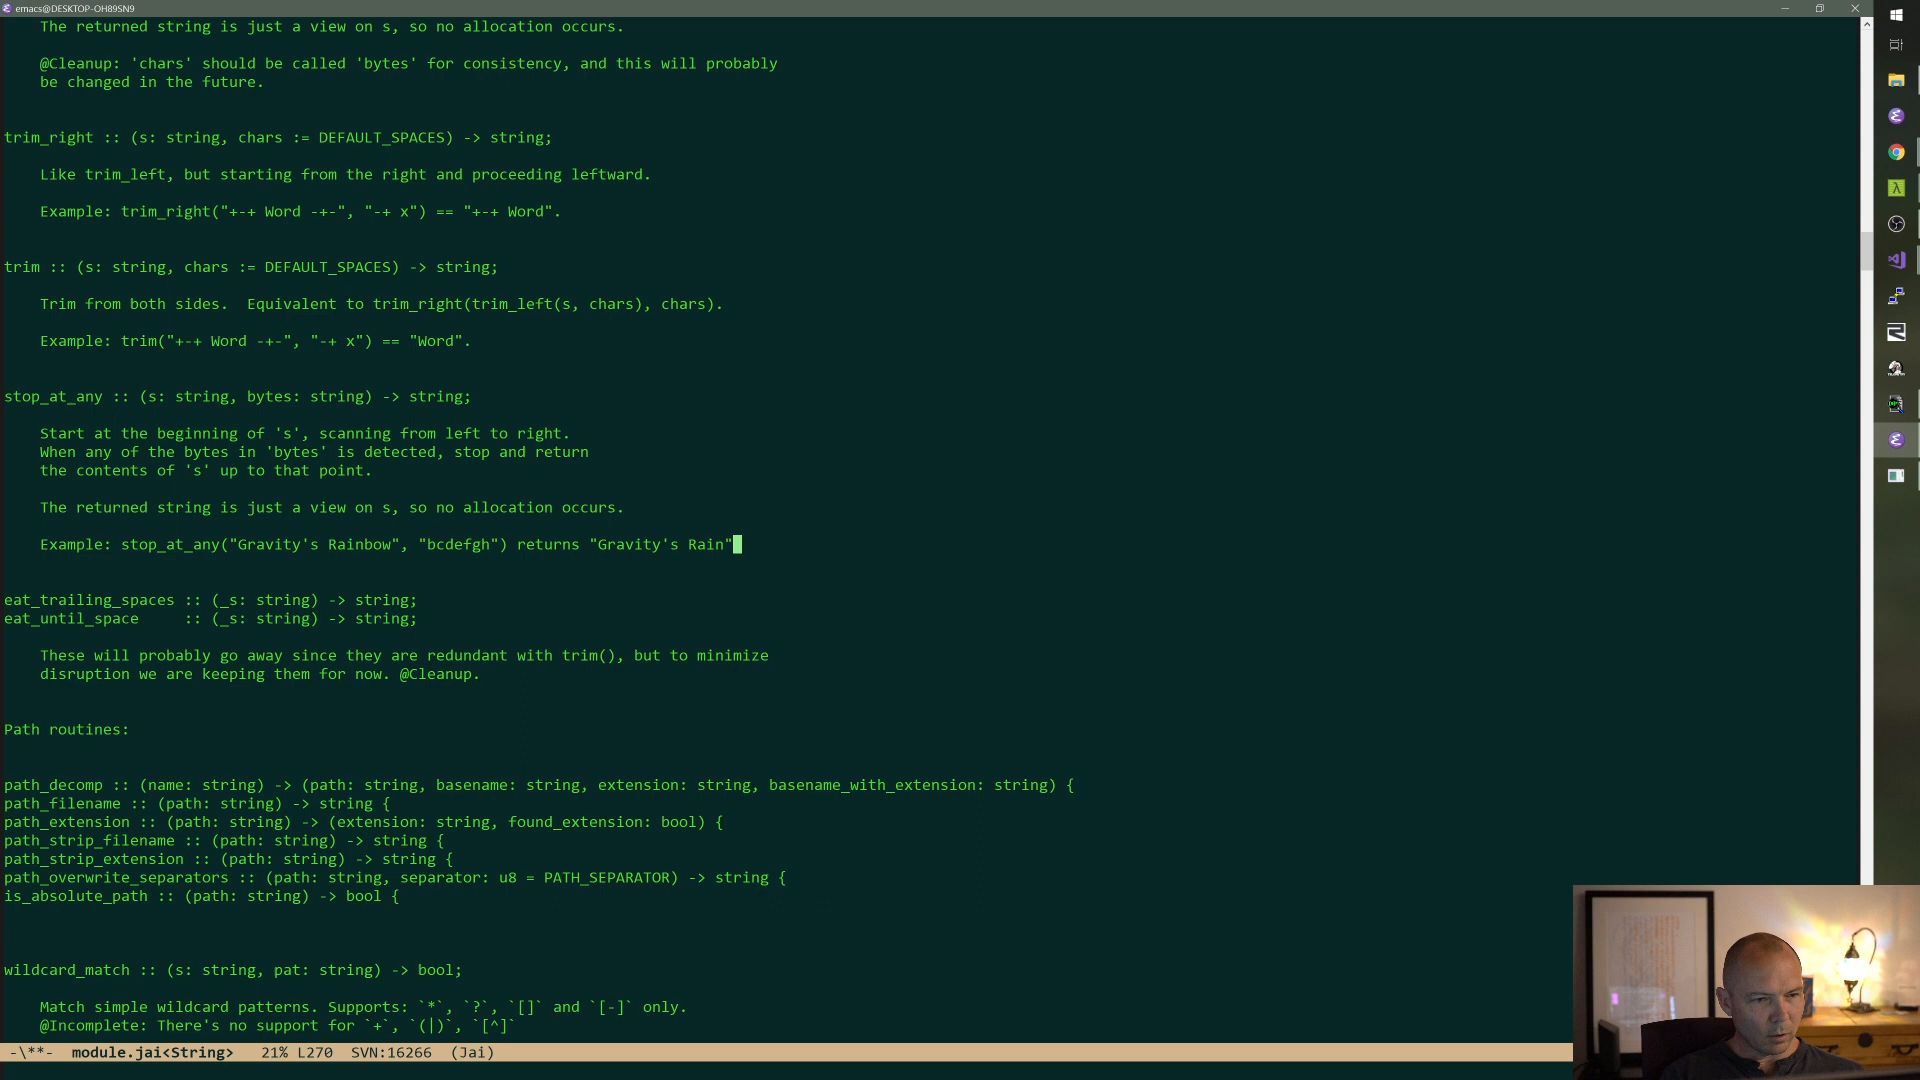 emacs@DESKTOP-OH89SN9
The returned string is just a view on s, so no allocation occurs.
@Cleanup: 'chars' should be called 'bytes' for consistency, and this will probably
be changed in the future.
trim_right :: (s: string, chars := DEFAULT_SPACES) -> string;
Like trim_left, but starting from the right and proceeding leftward.
Example: trim_right("+-+ Word -+-", "-+ x") == "+-+ Word".
trim :: (s: string, chars := DEFAULT_SPACES) -> string;
Trim from both sides.  Equivalent to trim_right(trim_left(s, chars), chars).
Example: trim("+-+ Word -+-", "-+ x") == "Word".
stop_at_any :: (s: string, bytes: string) -> string;
Start at the beginning of 's', scanning from left to right.
When any of the bytes in 'bytes' is detected, stop and return
the contents of 's' up to that point.
The returned string is just a view on s, so no allocation occurs.
Example: stop_at_any("Gravity's Rainbow", "bcdefgh") returns "Gravity's Rain"
eat_trailing_spaces :: (_s: string) -> string;
eat_until_space     :: (_s: string) -> string;
These will probably go away since they are redundant with trim(), but to minimize
disruption we are keeping them for now. @Cleanup.
Path routines:
path_decomp :: (name: string) -> (path: string, basename: string, extension: string, basename_with_extension: string) {
path_filename :: (path: string) -> string {
path_extension :: (path: string) -> (extension: string, found_extension: bool) {
path_strip_filename :: (path: string) -> string {
path_strip_extension :: (path: string) -> string {
path_overwrite_separators :: (path: string, separator: u8 = PATH_SEPARATOR) -> string {
is_absolute_path :: (path: string) -> bool {
wildcard_match :: (s: string, pat: string) -> bool;
Match simple wildcard patterns. Supports: `*`, `?`, `[]` and `[-]` only.
@Incomplete: There's no support for `+`, `(|)`, `[^]`
-\**-  module.jai<String>   21% L270  SVN:16266  (Jai)